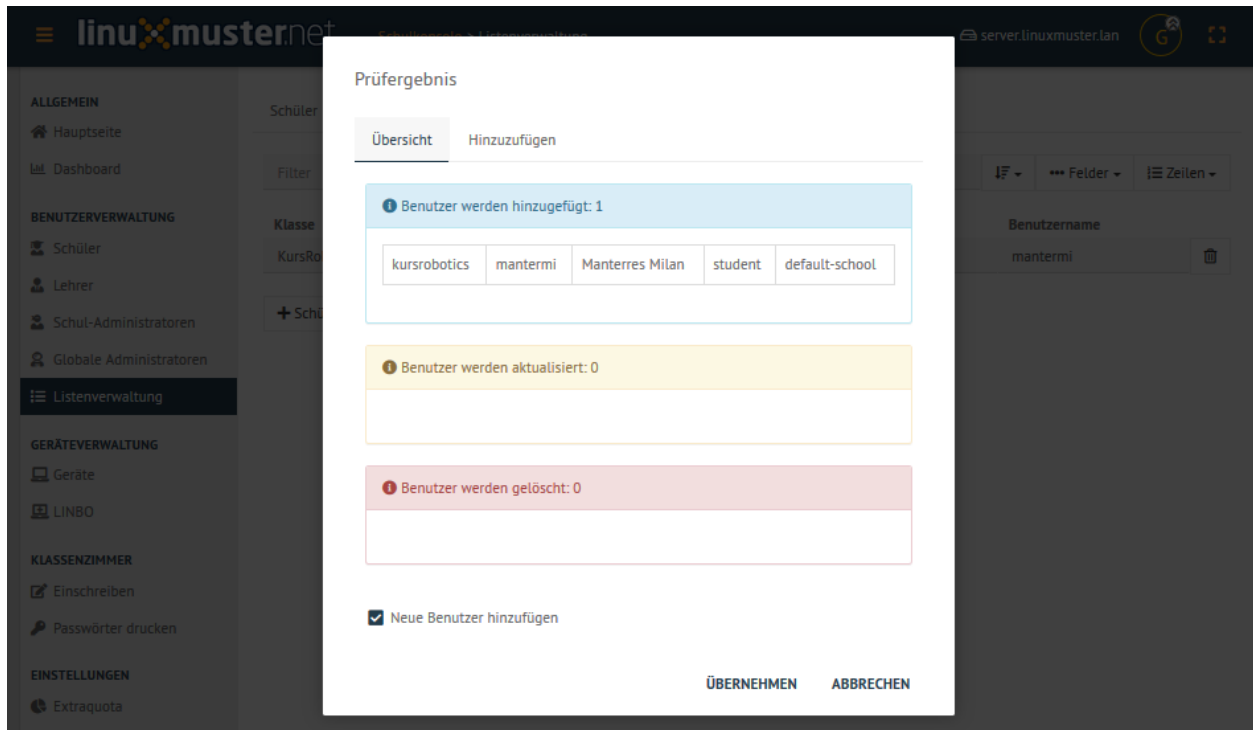 linuxmuster.net
Schulkonsole > Listenverwaltung
server.linuxmuster.lan
G
ALLGEMEIN
Hauptseite
Dashboard
BENUTZERVERWALTUNG
Schüler
Lehrer
Schul-Administratoren
Globale Administratoren
Listenverwaltung
GERÄTEVERWALTUNG
Geräte
LINBO
KLASSENZIMMER
Einschreiben
Passwörter drucken
EINSTELLUNGEN
Extraquota
Schüler
Filter
Felder
Zeilen
Klasse
Benutzername
KursRo
mantermi
Schü
Prüfergebnis
Übersicht
Hinzuzufügen
Benutzer werden hinzugefügt: 1
kursrobotics mantermi Manterres Milan student default-school
Benutzer werden aktualisiert: 0
Benutzer werden gelöscht: 0
Neue Benutzer hinzufügen
ÜBERNEHMEN
ABBRECHEN